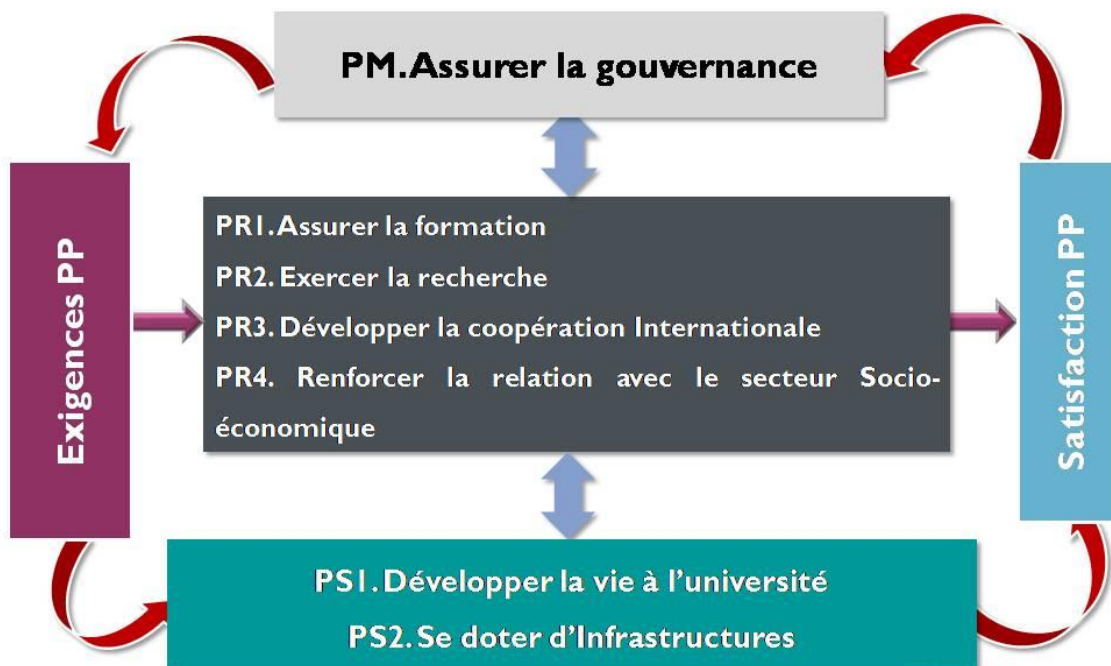 PM. Assurer la gouvernance
Exigences PP
PR1. Assurer la formation
PR2. Exercer la recherche
PR3. Développer la coopération Internationale
PR4. Renforcer la relation avec le secteur Socio-
économique
Satisfaction PP
PS1. Développer la vie à l’université
PS2. Se doter d’Infrastructures